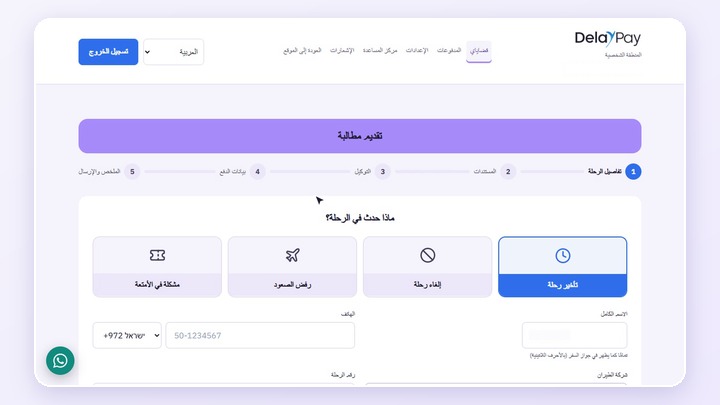 DelayPay
المنطقة الشخصية
قضاياي
المدفوعات
الإعدادات
مركز المساعدة
الإشعارات
العودة إلى الموقع
العربية
تسجيل الخروج
تقديم مطالبة
1 تفاصيل الرحلة
2 المستندات
3 التوكيل
4 بيانات الدفع
5 الملخص والإرسال
ماذا حدث في الرحلة؟
تأخير رحلة
إلغاء رحلة
رفض الصعود
مشكلة في الأمتعة
الاسم الكامل
الهاتف
50-1234567
ישראל 972+
تمامًا كما يظهر في جواز السفر (بالأحرف اللاتينية)
شركة الطيران
رقم الرحلة